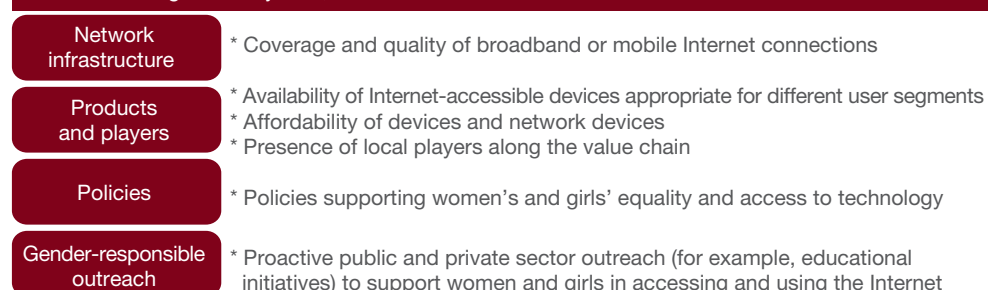 Network
infrastructure
* Coverage and quality of broadband or mobile Internet connections
Products
and players
* Availability of Internet-accessible devices appropriate for different user segments
* Affordability of devices and network devices
* Presence of local players along the value chain
Policies
* Policies supporting women’s and girls’ equality and access to technology
Gender-responsible
outreach
* Proactive public and private sector outreach (for example, educational
initiatives) to support women and girls in accessing and using the Internet